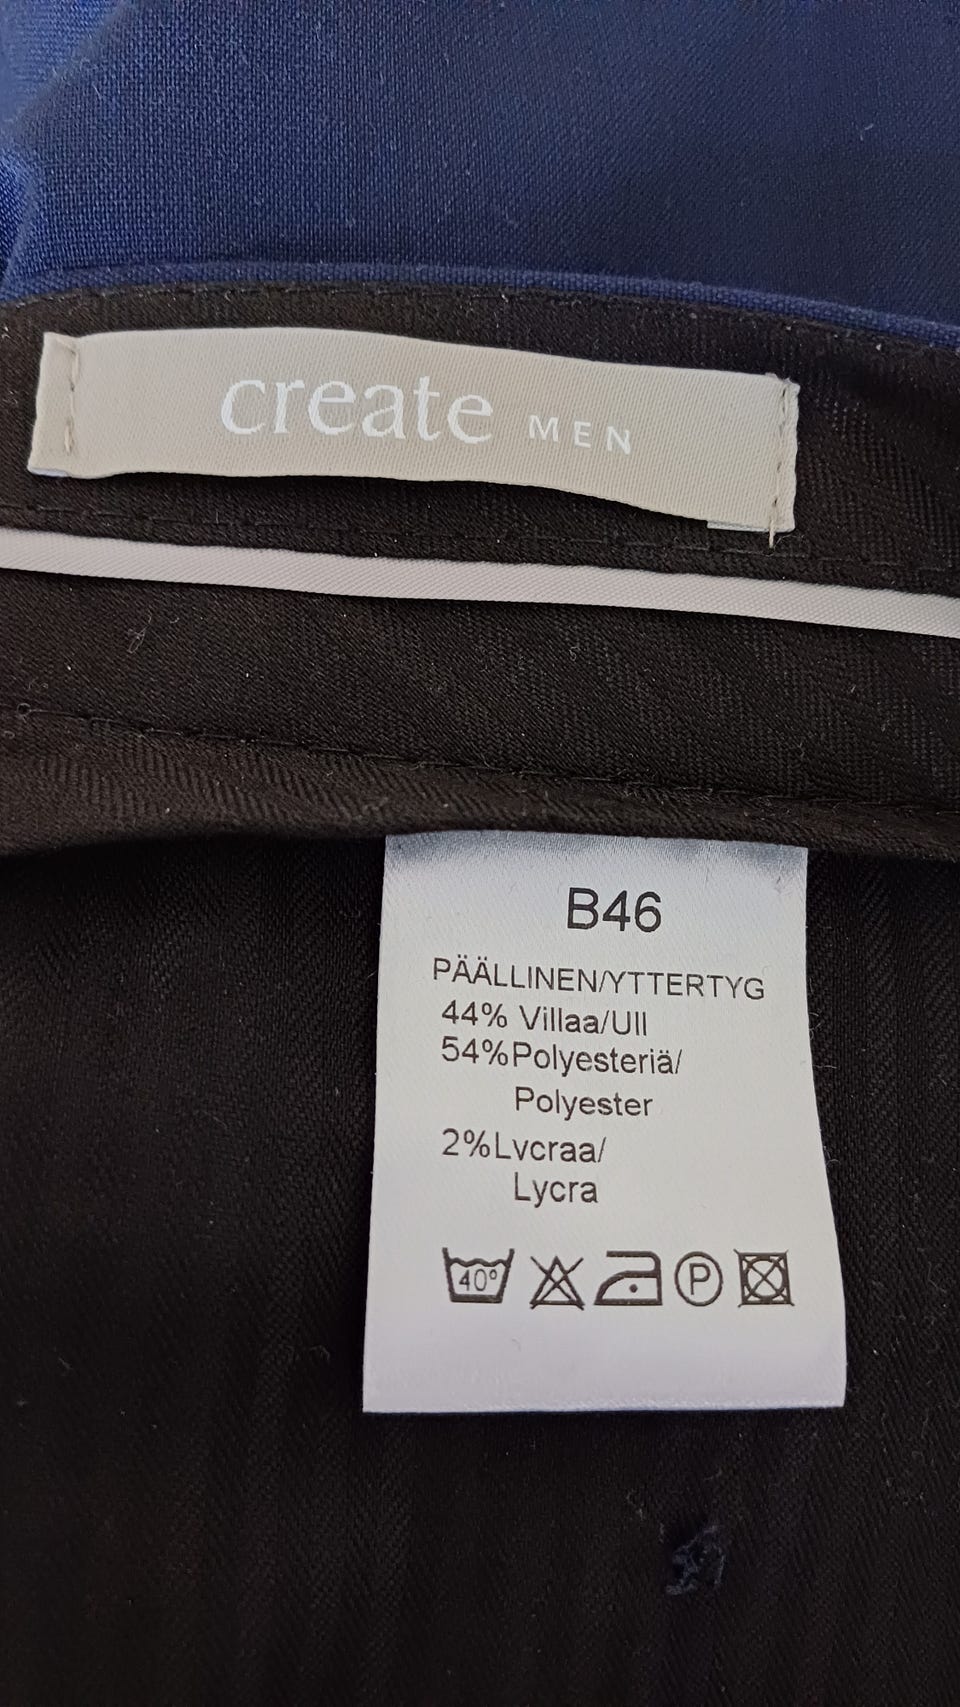 create MEN
B46
PÄÄLLINEN/YTTERTYG
44% Villaa/Ull
54%Polyesteriä/
Polyester
2%Lvcraa/
Lycra
40° P